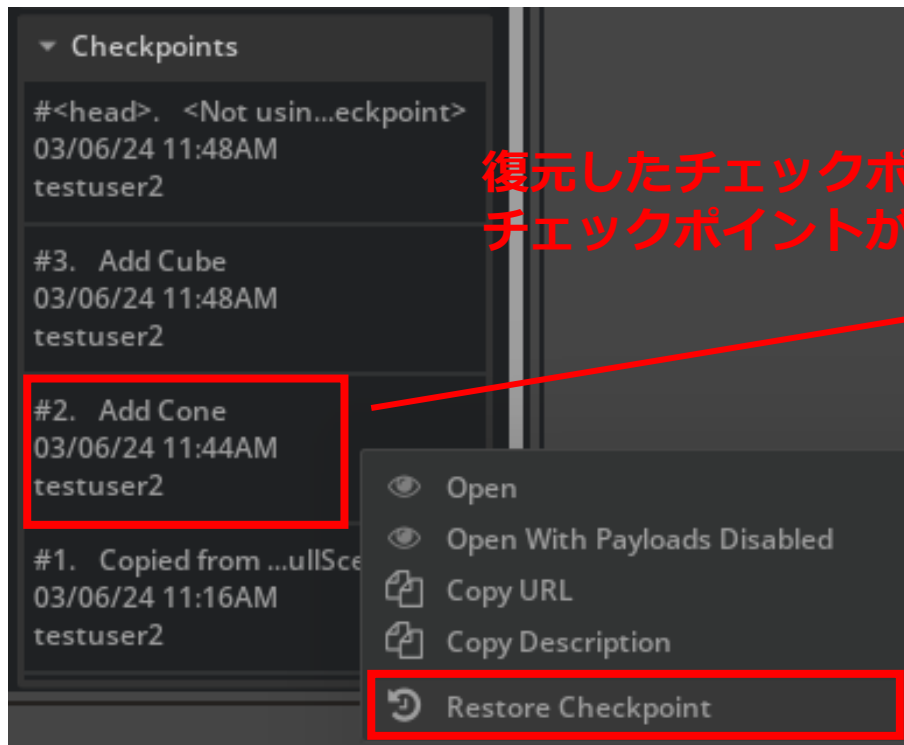 Checkpoints
#<head>. <Not usin...eckpoint>
03/06/24 11:48AM
testuser2
復元したチェックポ
チェックポイントが
#3. Add Cube
03/06/24 11:48AM
testuser2
#2. Add Cone
03/06/24 11:44AM
testuser2
#1. Copied from ...ullSce
03/06/24 11:16AM
testuser2
Open
Open With Payloads Disabled
Copy URL
Copy Description
Restore Checkpoint